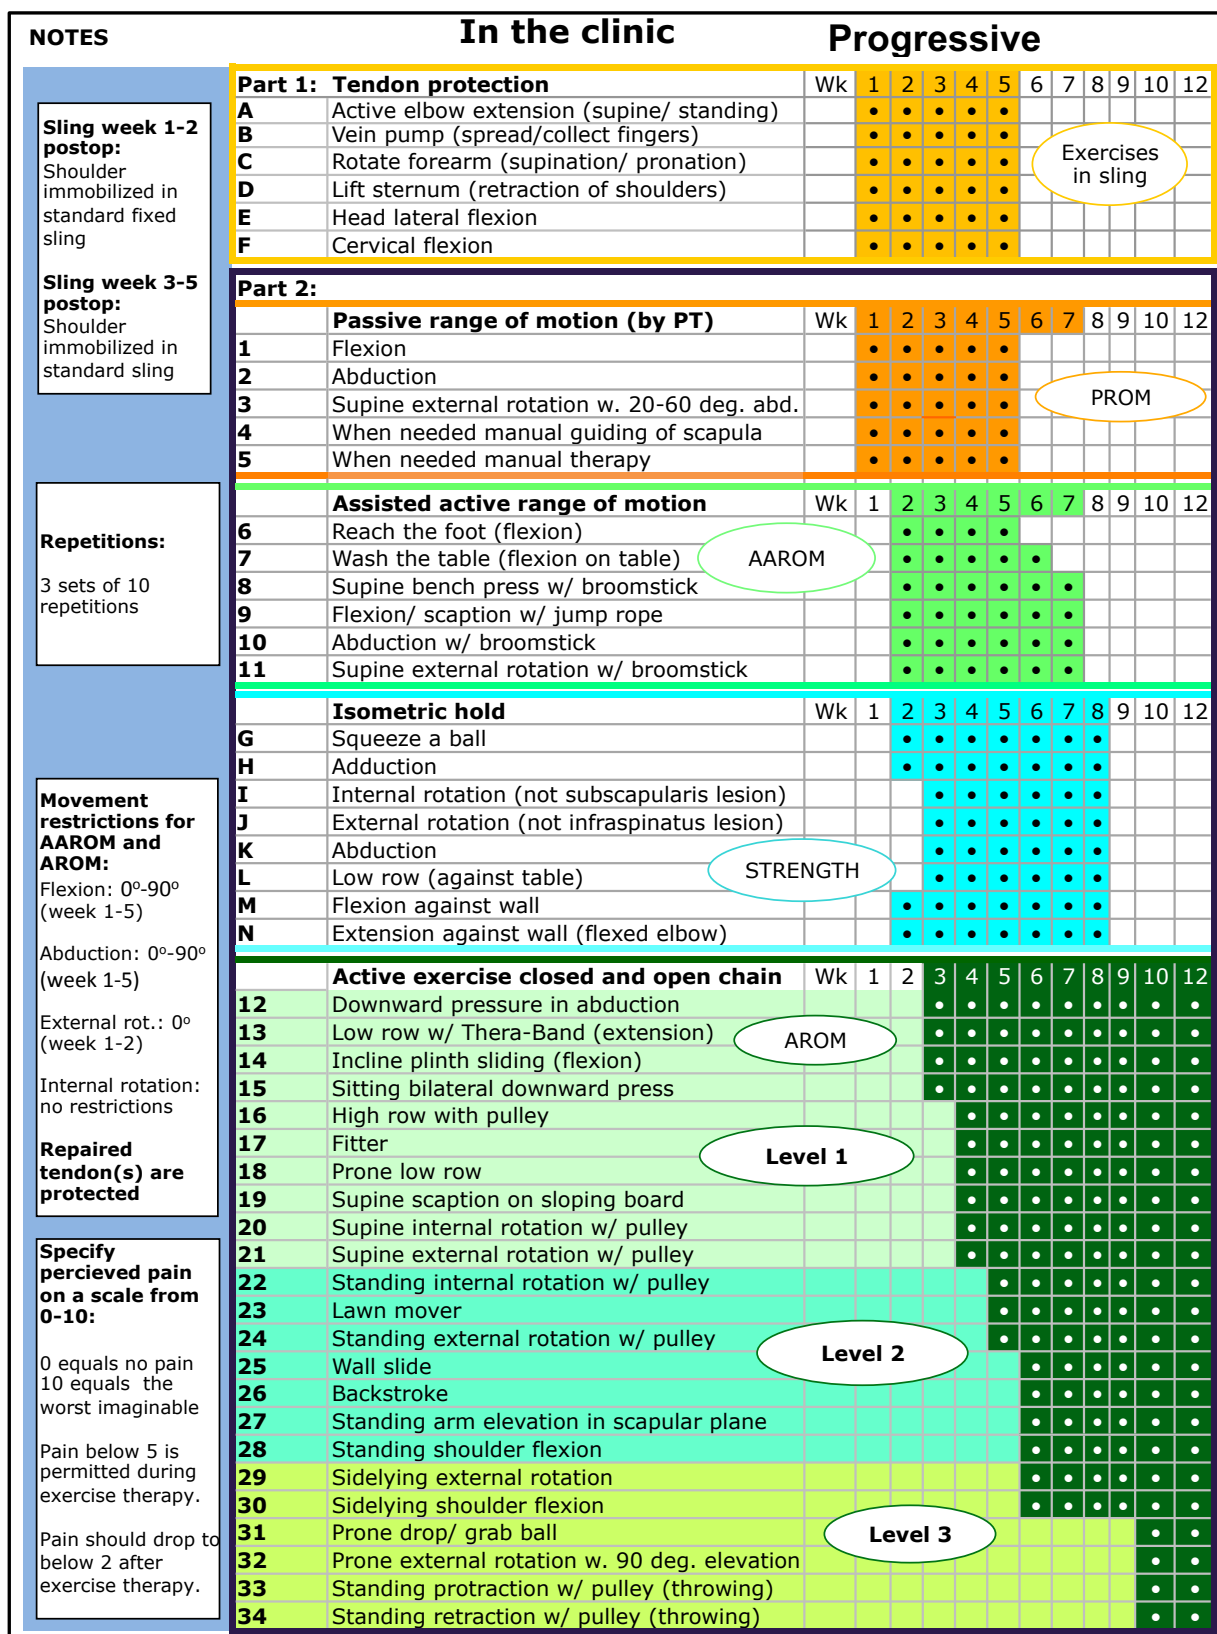 NOTES
In the clinic
Progressive
Sling week 1-2
postop:
Shoulder
immobilized in
standard fixed
sling
Sling week 3-5
postop:
Shoulder
immobilized in
standard sling
Repetitions:
3 sets of 10
repetitions
Movement
restrictions for
AAROM and
AROM:
Flexion: 0º-90º
(week 1-5)
Abduction: 0º-90º
(week 1-5)
External rot.: 0º
(week 1-2)
Internal rotation:
no restrictions
Repaired
tendon(s) are
protected
Specify
percieved pain
on a scale from
0-10:
0 equals no pain
10 equals the
worst imaginable
Pain below 5 is
permitted during
exercise therapy.
Pain should drop to
below 2 after
exercise therapy.
Part 1: Tendon protection Wk 1 2 3 4 5 6 7 8 9 10 12
A Active elbow extension (supine/ standing) • • • • •
B Vein pump (spread/collect fingers) • • • • •
C Rotate forearm (supination/ pronation) • • • • •
D Lift sternum (retraction of shoulders) • • • • •
E Head lateral flexion • • • • •
F Cervical flexion • • • • •
Exercises
in sling
Part 2:
Passive range of motion (by PT) Wk 1 2 3 4 5 6 7 8 9 10 12
1 Flexion • • • • •
2 Abduction • • • • •
3 Supine external rotation w. 20-60 deg. abd. • • • • •
4 When needed manual guiding of scapula • • • • •
5 When needed manual therapy • • • • •
PROM
Assisted active range of motion Wk 1 2 3 4 5 6 7 8 9 10 12
6 Reach the foot (flexion) • • • •
7 Wash the table (flexion on table) • • • • •
8 Supine bench press w/ broomstick • • • • • •
9 Flexion/ scaption w/ jump rope • • • • • •
10 Abduction w/ broomstick • • • • • •
11 Supine external rotation w/ broomstick • • • • • •
AAROM
Isometric hold Wk 1 2 3 4 5 6 7 8 9 10 12
G Squeeze a ball • • • • • • •
H Adduction • • • • • • •
I Internal rotation (not subscapularis lesion) • • • • • •
J External rotation (not infraspinatus lesion) • • • • • •
K Abduction • • • • • •
L Low row (against table) • • • • • •
M Flexion against wall • • • • • • •
N Extension against wall (flexed elbow) • • • • • • •
STRENGTH
Active exercise closed and open chain Wk 1 2 3 4 5 6 7 8 9 10 12
12 Downward pressure in abduction • • • • • • • • •
13 Low row w/ Thera-Band (extension) • • • • • • • • •
14 Incline plinth sliding (flexion) • • • • • • • • •
15 Sitting bilateral downward press • • • • • • • • •
AROM
16 High row with pulley • • • • • • • •
17 Fitter • • • • • • • •
18 Prone low row • • • • • • • •
19 Supine scaption on sloping board • • • • • • • •
20 Supine internal rotation w/ pulley • • • • • • • •
21 Supine external rotation w/ pulley • • • • • • • •
Level 1
22 Standing internal rotation w/ pulley • • • • • • •
23 Lawn mover • • • • • • •
24 Standing external rotation w/ pulley • • • • • • •
25 Wall slide • • • • • •
26 Backstroke • • • • • •
27 Standing arm elevation in scapular plane • • • • • •
28 Standing shoulder flexion • • • • • •
Level 2
29 Sidelying external rotation • • • • • •
30 Sidelying shoulder flexion • • • • • •
31 Prone drop/ grab ball • •
32 Prone external rotation w. 90 deg. elevation • •
33 Standing protraction w/ pulley (throwing) • •
34 Standing retraction w/ pulley (throwing) • •
Level 3